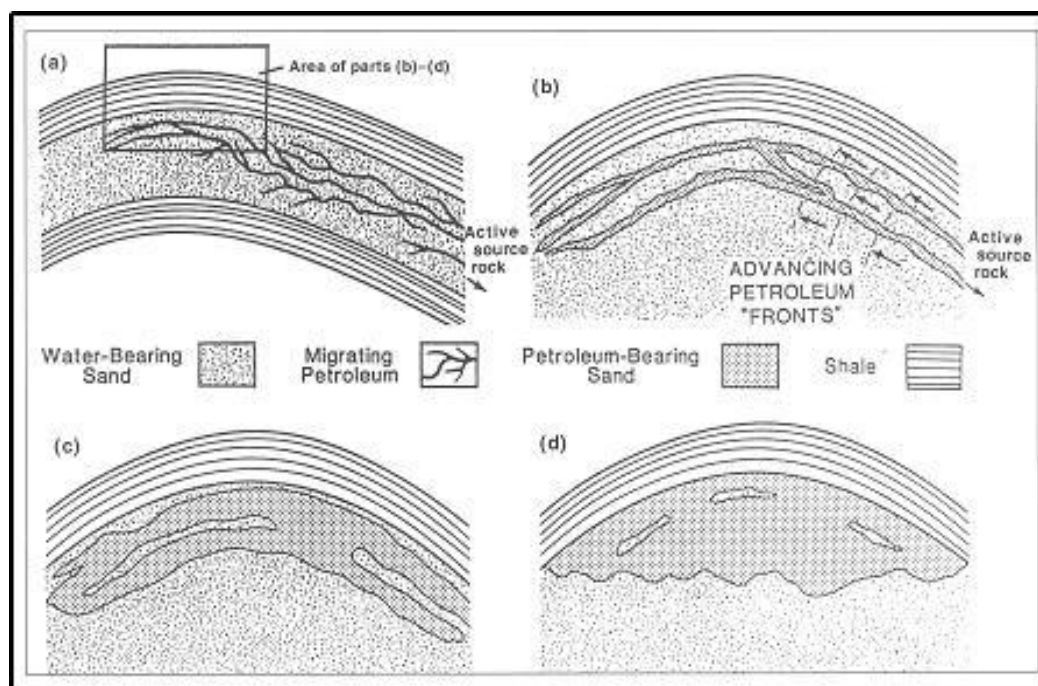 (a)
Area of parts (b)–(d)
Active
source
rock
(b)
ADVANCING
PETROLEUM
"FRONTS"
Active
source
rock
Water-Bearing
Sand
Migrating
Petroleum
Petroleum-Bearing
Sand
Shale
(c)
(d)